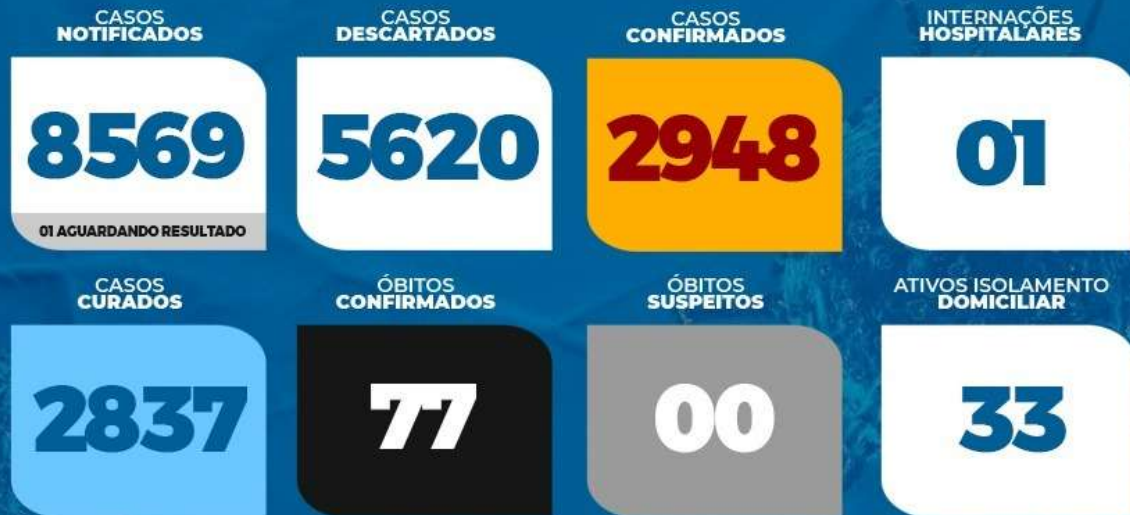 CASOS
NOTIFICADOS
8569
01 AGUARDANDO RESULTADO
CASOS
DESCARTADOS
5620
CASOS
CONFIRMADOS
2948
INTERNAÇÕES
HOSPITALARES
01
CASOS
CURADOS
2837
ÓBITOS
CONFIRMADOS
77
ÓBITOS
SUSPEITOS
00
ATIVOS ISOLAMENTO
DOMICILIAR
33